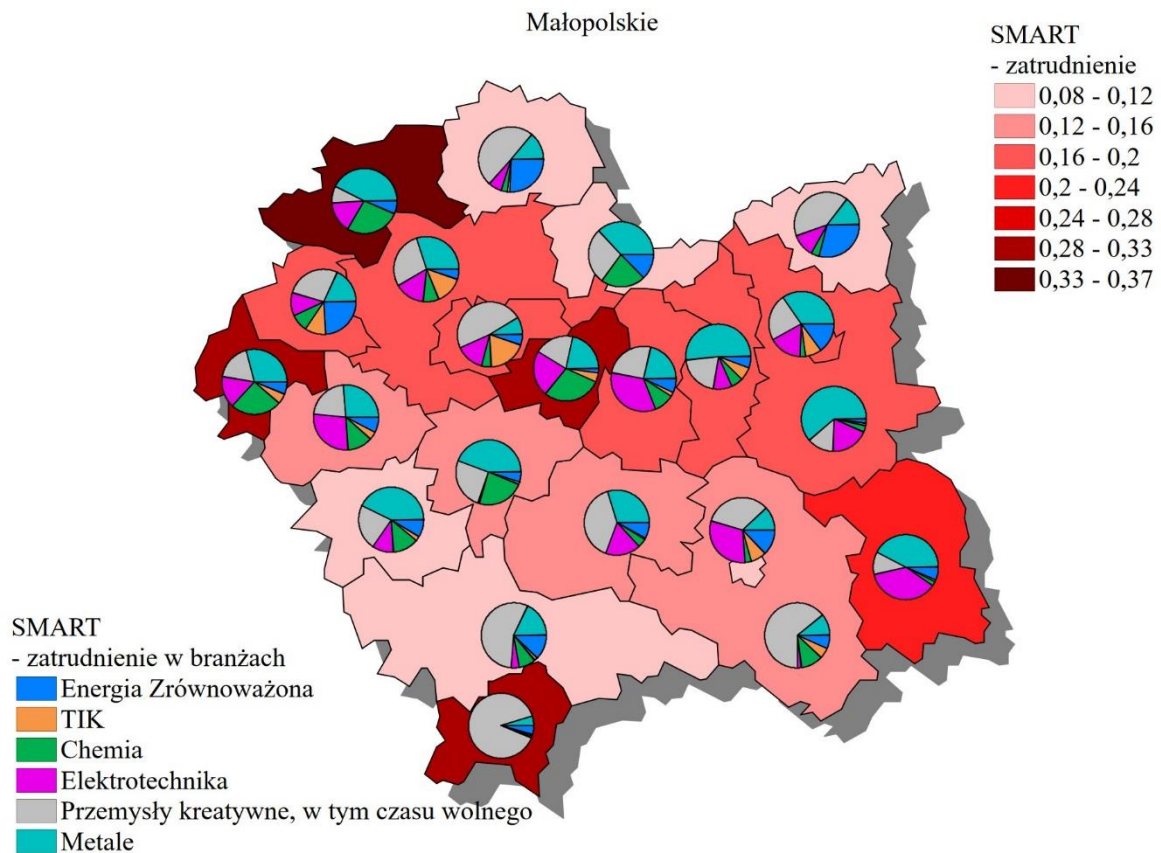 Małopolskie
SMART
- zatrudnienie
0,08 - 0,12
0,12 - 0,16
0,16 - 0,2
0,2 - 0,24
0,24 - 0,28
0,28 - 0,33
0,33 - 0,37
SMART
- zatrudnienie w branżach
Energia Zrównoważona
TIK
Chemia
Elektrotechnika
Przemysły kreatywne, w tym czasu wolnego
Metale